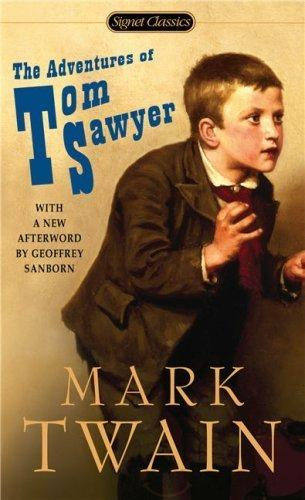 Signet Classics
The Adventures of
Tom
Sawyer
WITH
A NEW
AFTERWORD
BY GEOFFREY
SANBORN
MARK
TWAIN